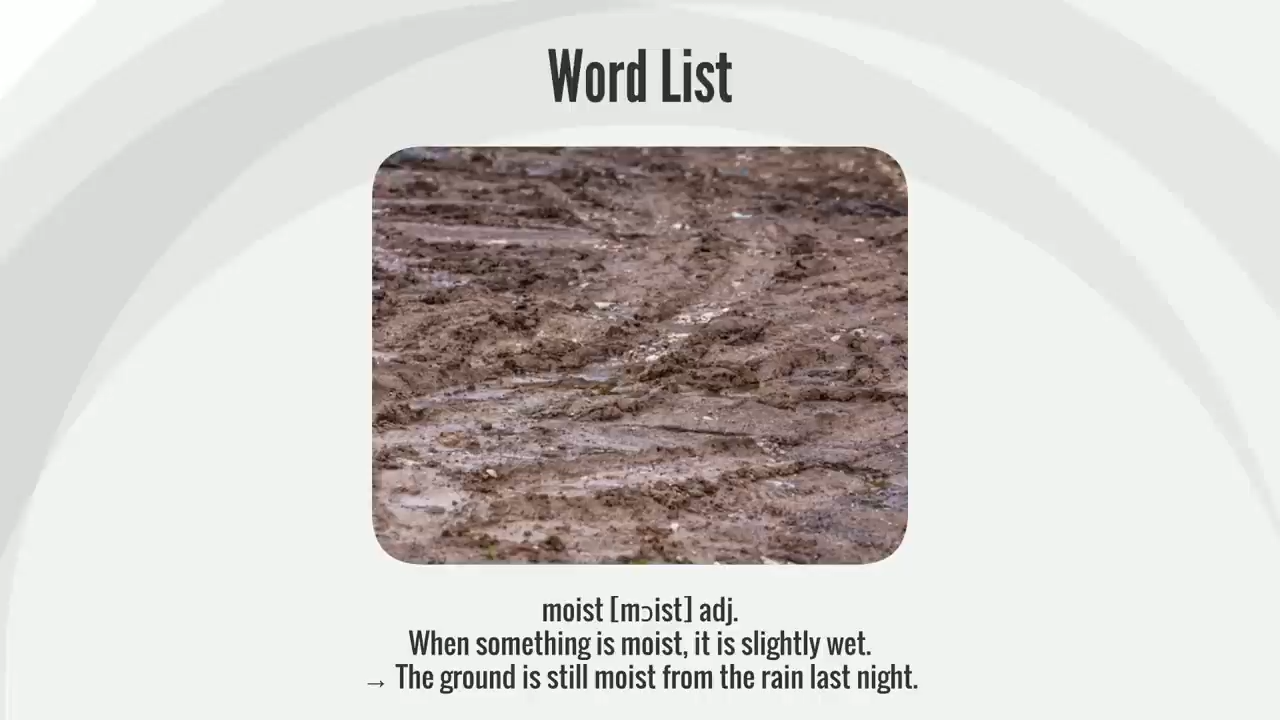 Word List
moist [mɔist] adj.
When something is moist, it is slightly wet.
→ The ground is still moist from the rain last night.